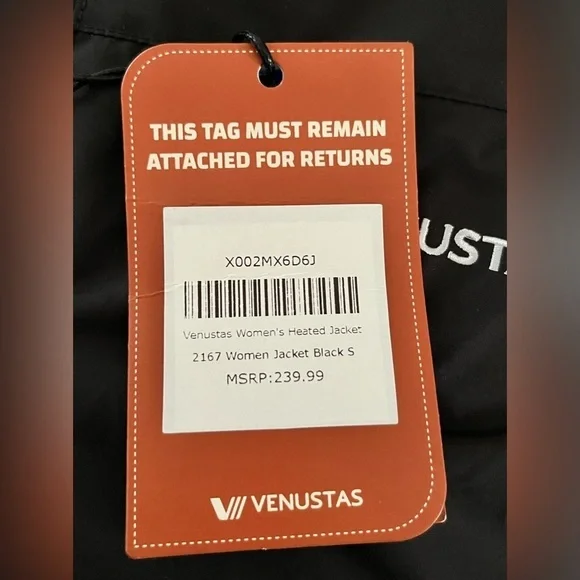 THIS TAG MUST REMAIN
ATTACHED FOR RETURNS
X002MX6D6J
Venustas Women's Heated Jacket
2167 Women Jacket Black S
MSRP:239.99
VENUSTAS
UST